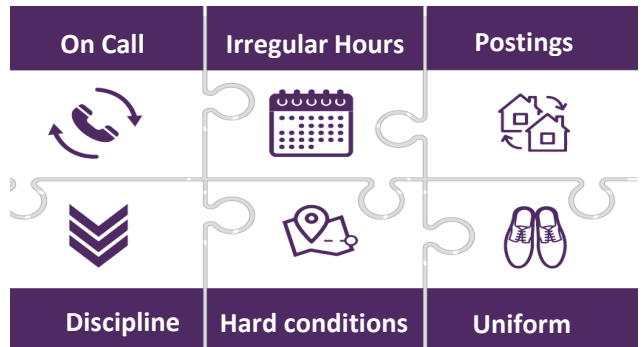 On Call
Irregular Hours
Postings
Discipline
Hard conditions
Uniform